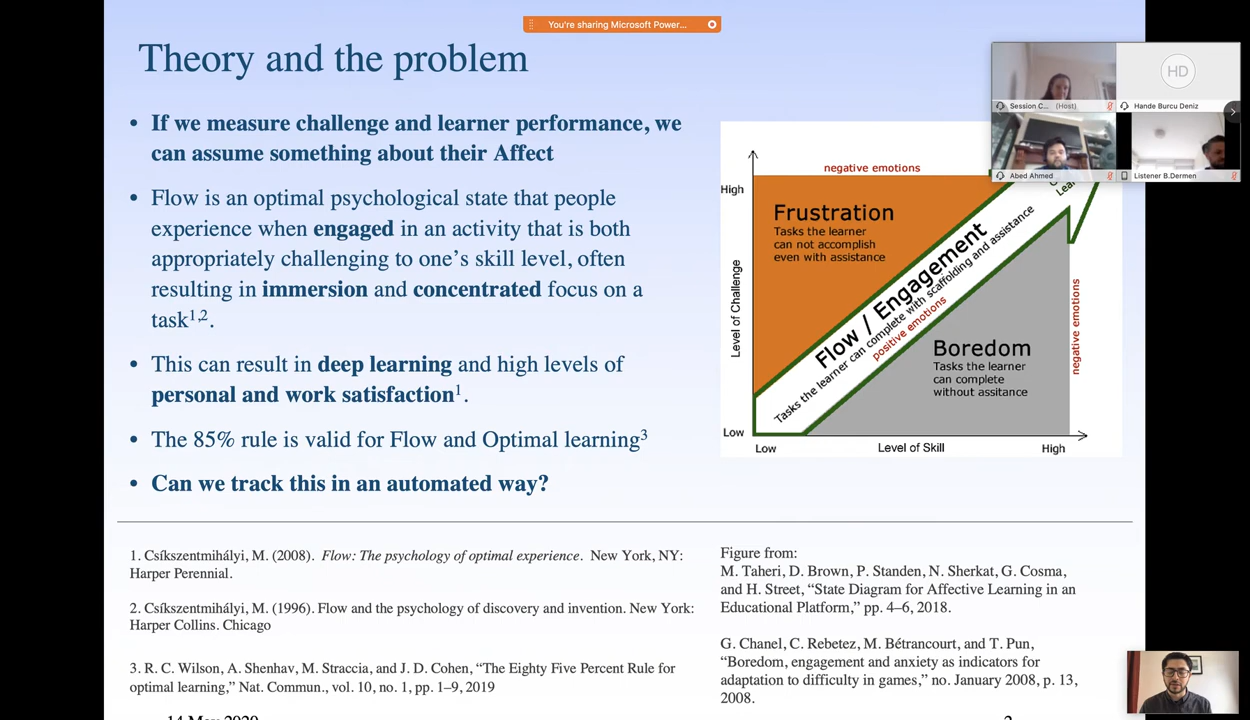 You're sharing Microsoft Power...
Theory and the problem
• If we measure challenge and learner performance, we
can assume something about their Affect
• Flow is an optimal psychological state that people
experience when engaged in an activity that is both
appropriately challenging to one's skill level, often
resulting in immersion and concentrated focus on a
task1,2.
• This can result in deep learning and high levels of
personal and work satisfaction1.
• The 85% rule is valid for Flow and Optimal learning3
• Can we track this in an automated way?
HD
Session C... (Host)
Hande Burcu Deniz
Abed Ahmed
Listener B.Dermen
negative emotions
High
Frustration
Tasks the learner
can not accomplish
even with assistance
Level of Challenge
Flow / Engagement
Tasks the learner can complete with scaffolding and assistance
positive emotions
Boredom
Tasks the learner
can complete
without assitance
negative emotions
Low
Low
Level of Skill
High
1. Csíkszentmihályi, M. (2008). Flow: The psychology of optimal experience. New York, NY:
Harper Perennial.
2. Csíkszentmihályi, M. (1996). Flow and the psychology of discovery and invention. New York:
Harper Collins. Chicago
3. R. C. Wilson, A. Shenhav, M. Straccia, and J. D. Cohen, “The Eighty Five Percent Rule for
optimal learning,” Nat. Commun., vol. 10, no. 1, pp. 1–9, 2019
Figure from:
M. Taheri, D. Brown, P. Standen, N. Sherkat, G. Cosma,
and H. Street, “State Diagram for Affective Learning in an
Educational Platform,” pp. 4–6, 2018.
G. Chanel, C. Rebetez, M. Bétrancourt, and T. Pun,
“Boredom, engagement and anxiety as indicators for
adaptation to difficulty in games,” no. January 2008, p. 13,
2008.
14 May 2020